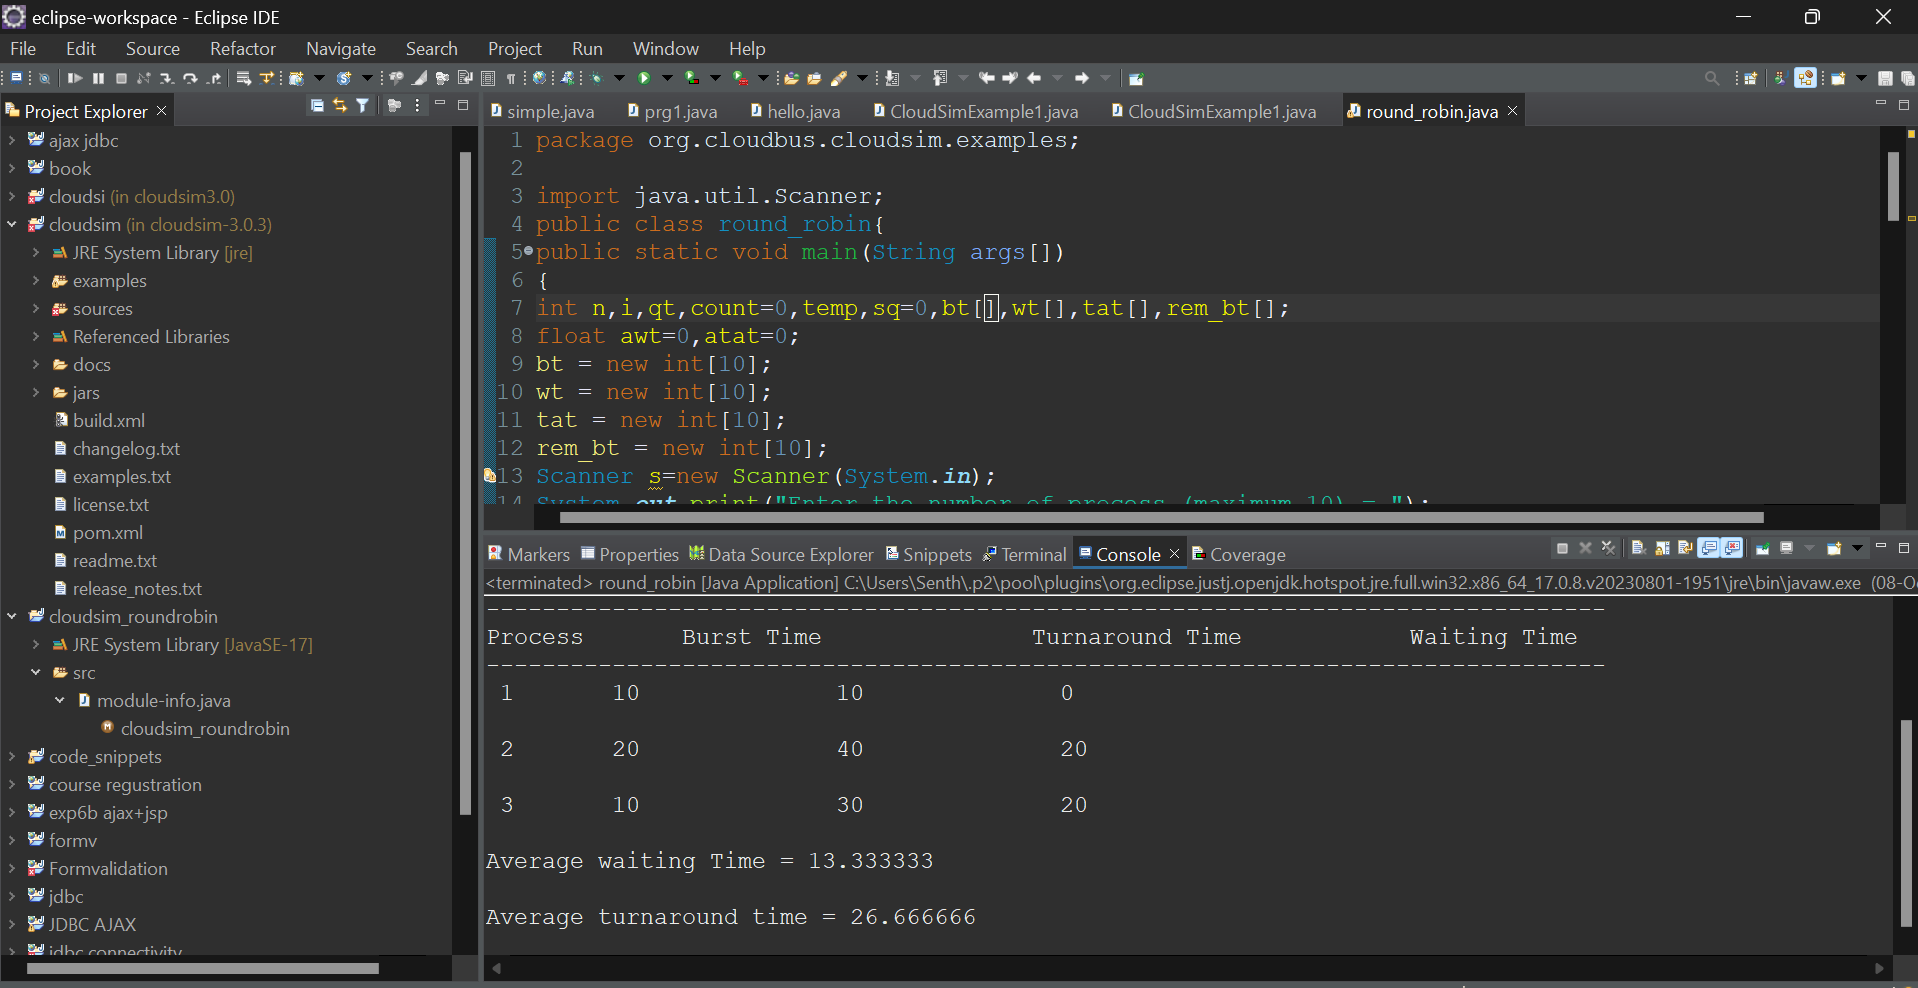 eclipse-workspace - Eclipse IDE
File Edit Source Refactor Navigate Search Project Run Window Help
Project Explorer
ajax jdbc
book
cloudsi (in cloudsim3.0)
cloudsim (in cloudsim-3.0.3)
JRE System Library [jre]
examples
sources
Referenced Libraries
docs
jars
build.xml
changelog.txt
examples.txt
license.txt
pom.xml
readme.txt
release_notes.txt
cloudsim_roundrobin
JRE System Library [JavaSE-17]
src
module-info.java
cloudsim_roundrobin
code_snippets
course regustration
exp6b ajax+jsp
formv
Formvalidation
jdbc
JDBC AJAX
jdbc connectivity
simple.java prg1.java hello.java CloudSimExample1.java CloudSimExample1.java round_robin.java
1 package org.cloudbus.cloudsim.examples;
2
3 import java.util.Scanner;
4 public class round_robin{
5 public static void main(String args[])
6 {
7 int n,i,qt,count=0,temp,sq=0,bt[],wt[],tat[],rem_bt[];
8 float awt=0,atat=0;
9 bt = new int[10];
10 wt = new int[10];
11 tat = new int[10];
12 rem_bt = new int[10];
13 Scanner s=new Scanner(System.in);
14 System.out.print("Enter the number of process (maximum 10) = ");
Markers Properties Data Source Explorer Snippets Terminal Console Coverage
<terminated> round_robin [Java Application] C:\Users\Senth\.p2\pool\plugins\org.eclipse.justj.openjdk.hotspot.jre.full.win32.x86_64_17.0.8.v20230801-1951\jre\bin\javaw.exe (08-O
--------------------------------------------------------------------------------
Process Burst Time Turnaround Time Waiting Time
--------------------------------------------------------------------------------
1 10 10 0
2 20 40 20
3 10 30 20
Average waiting Time = 13.333333
Average turnaround time = 26.666666